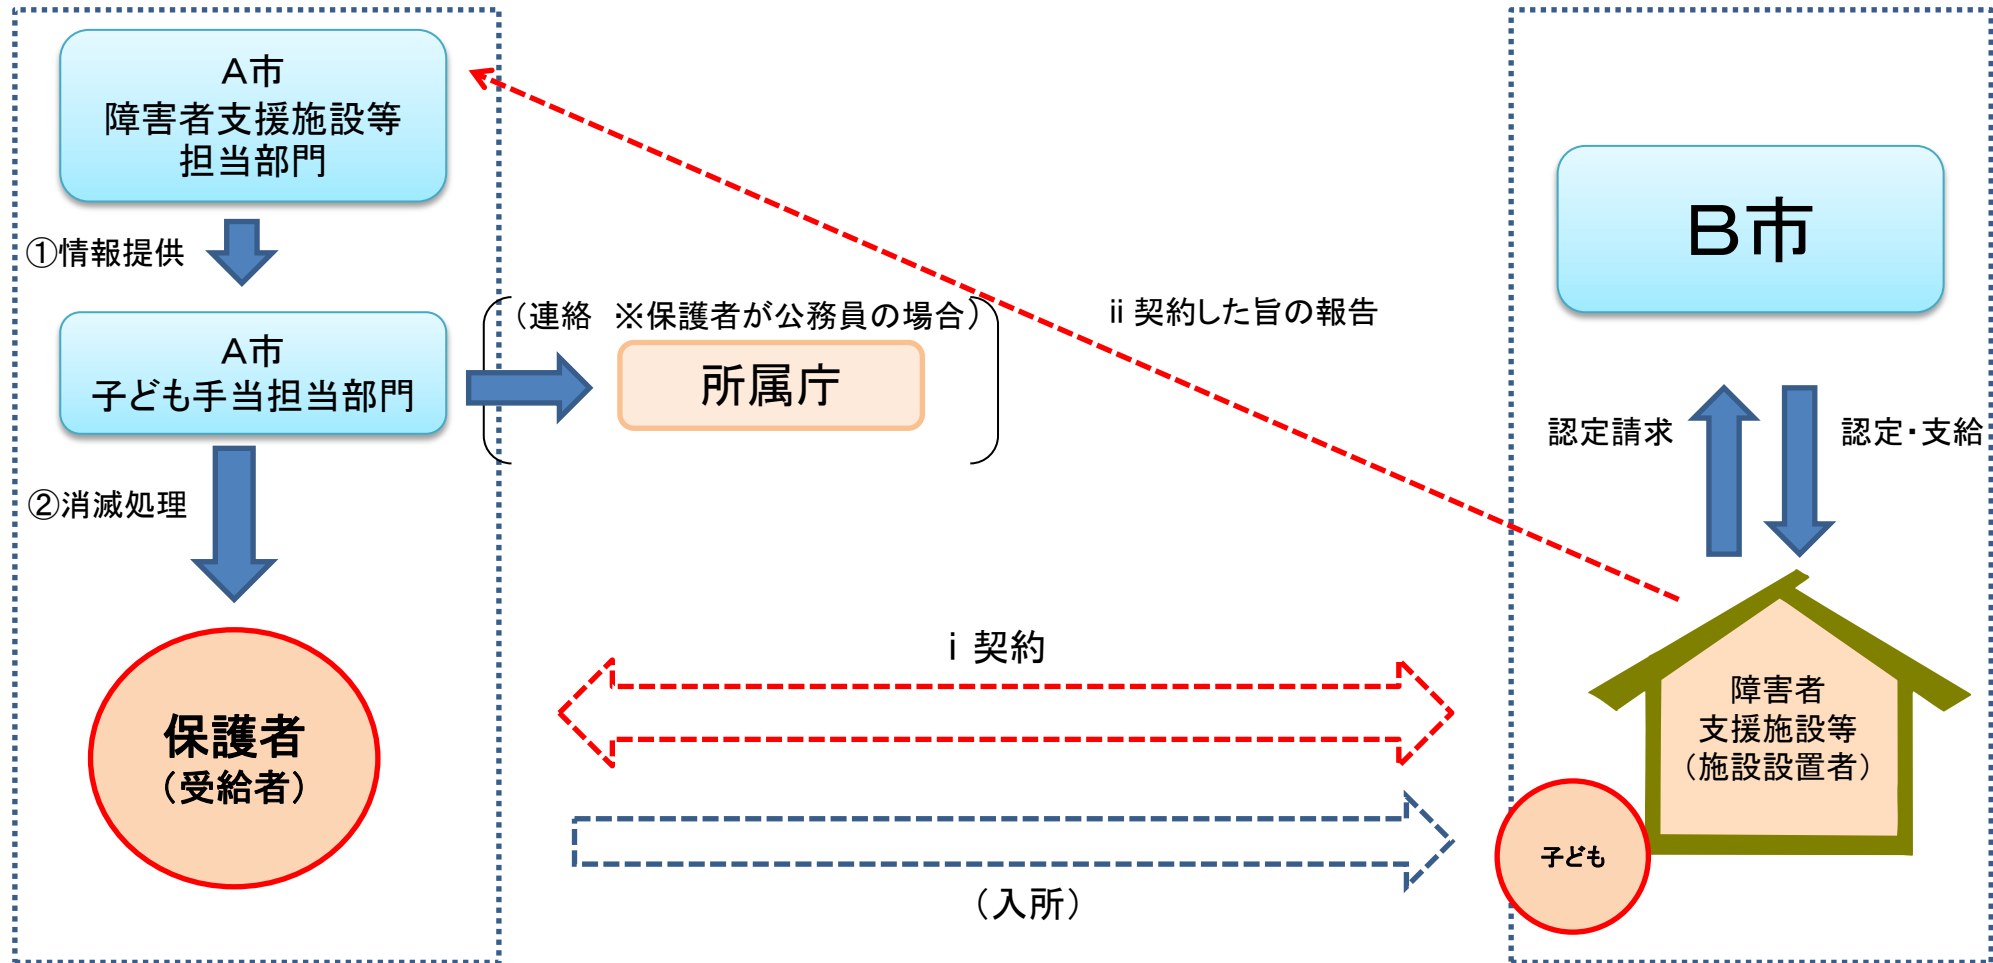 A市
障害者支援施設等
担当部門
①情報提供
A市
子ども手当担当部門
(連絡 ※保護者が公務員の場合)
所属庁
②消滅処理
保護者
(受給者)
ⅱ 契約した旨の報告
ⅰ 契約
(入所)
B市
認定請求
認定・支給
障害者
支援施設等
(施設設置者)
子ども